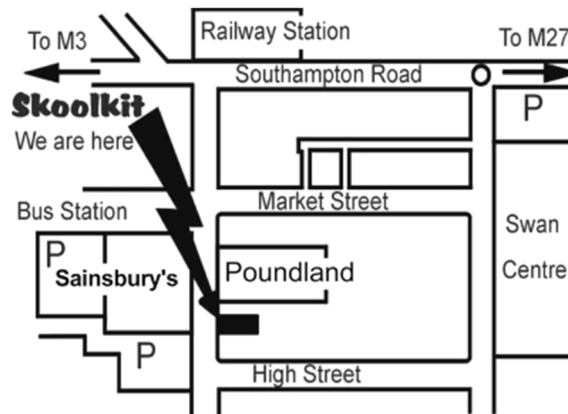 Railway Station
To M3
To M27
Southampton Road
Skoolkit
P
We are here
Market Street
Bus Station
Swan
Centre
P
Sainsbury's
Poundland
P
High Street